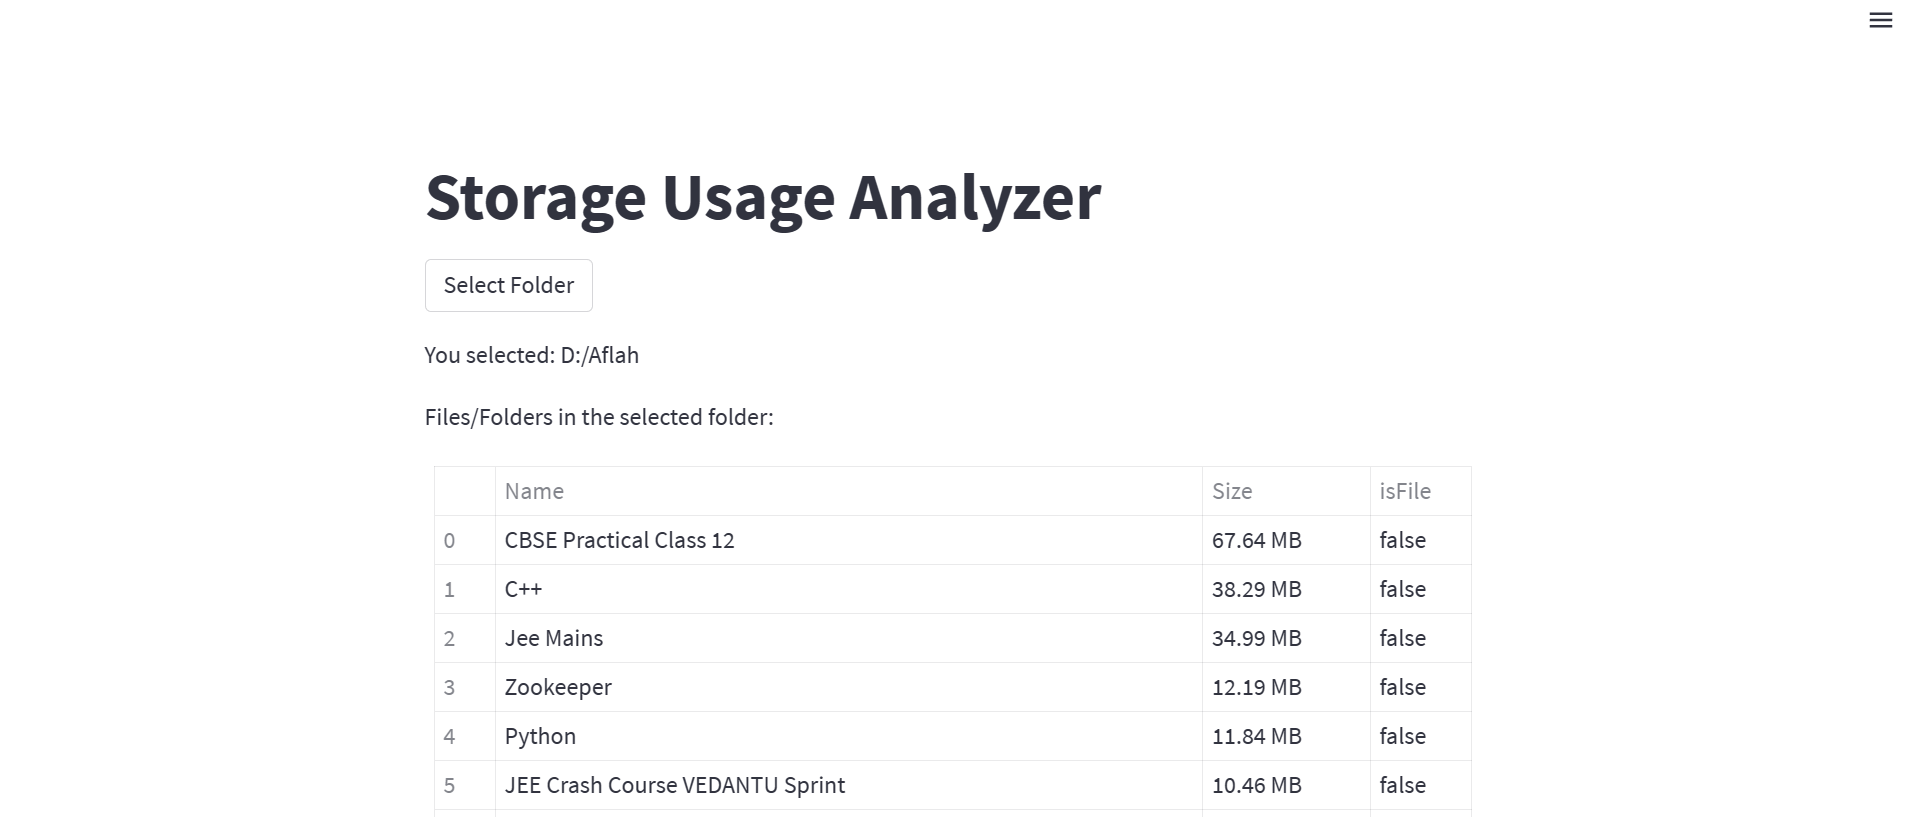 Storage Usage Analyzer
Select Folder
You selected: D:/Aflah
Files/Folders in the selected folder:
Name Size isFile
0 CBSE Practical Class 12 67.64 MB false
1 C++ 38.29 MB false
2 Jee Mains 34.99 MB false
3 Zookeeper 12.19 MB false
4 Python 11.84 MB false
5 JEE Crash Course VEDANTU Sprint 10.46 MB false